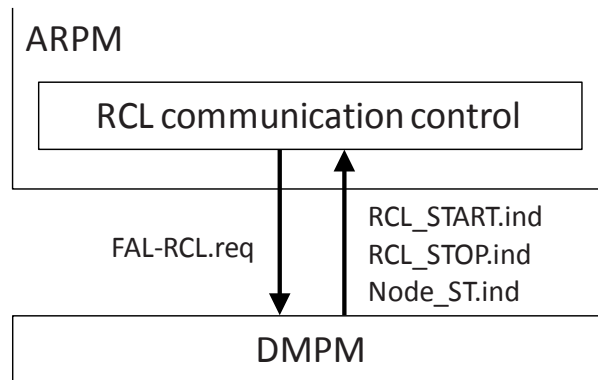 ARPM
RCL communication control
FAL-RCL.req
RCL_START.ind
RCL_STOP.ind
Node_ST.ind
DMPM